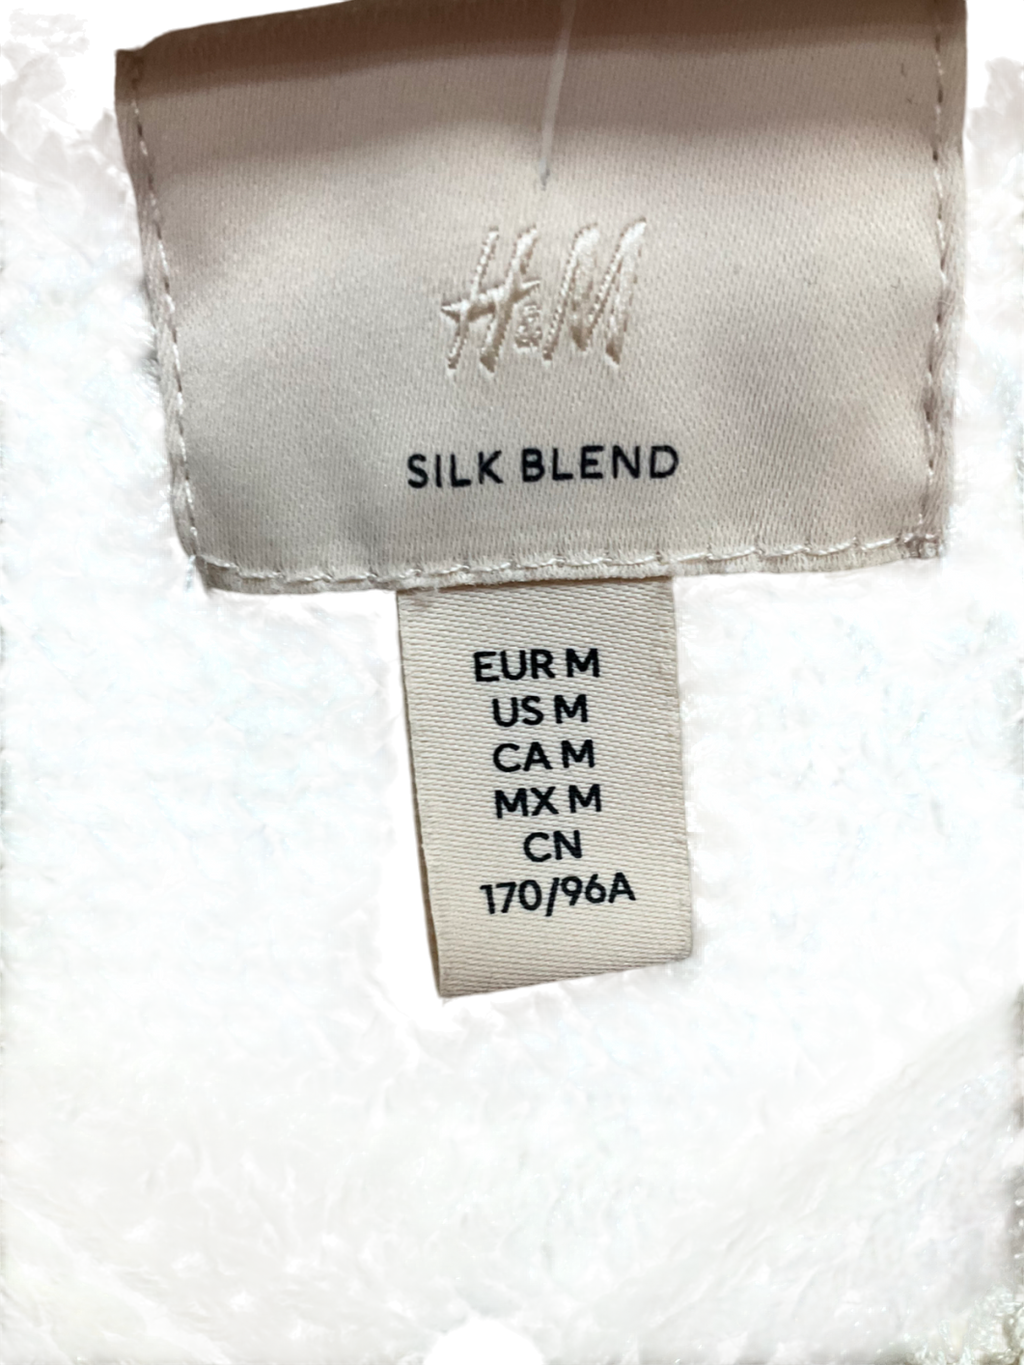 H&M
SILK BLEND
EUR M
US M
CA M
MX M
CN
170/96A